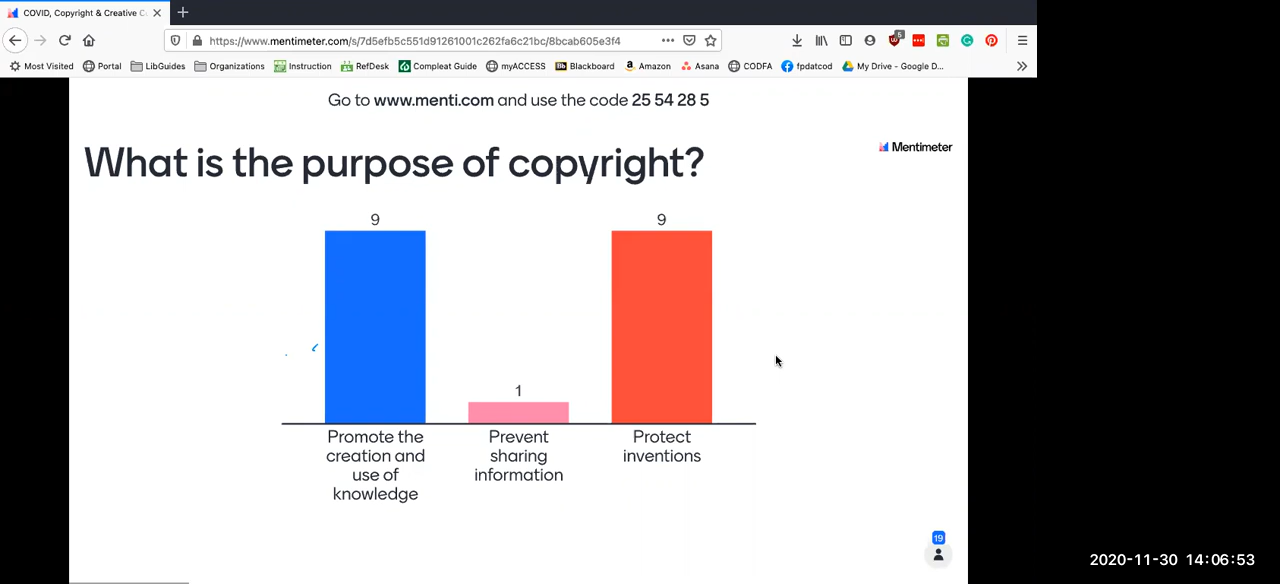 COVID, Copyright & Creative C
https://www.mentimeter.com/s/7d5efb5c551d91261001c262fa6c21bc/8bcab605e3f4
5
Most Visited Portal LibGuides Organizations Instruction RefDesk Compleat Guide myACCESS Bb Blackboard Amazon Asana CODFA fpdatcod My Drive - Google D...
Go to www.menti.com and use the code 25 54 28 5
What is the purpose of copyright?
Mentimeter
9
1
9
Promote the
creation and
use of
knowledge
Prevent
sharing
information
Protect
inventions
19
2020-11-30 14:06:53